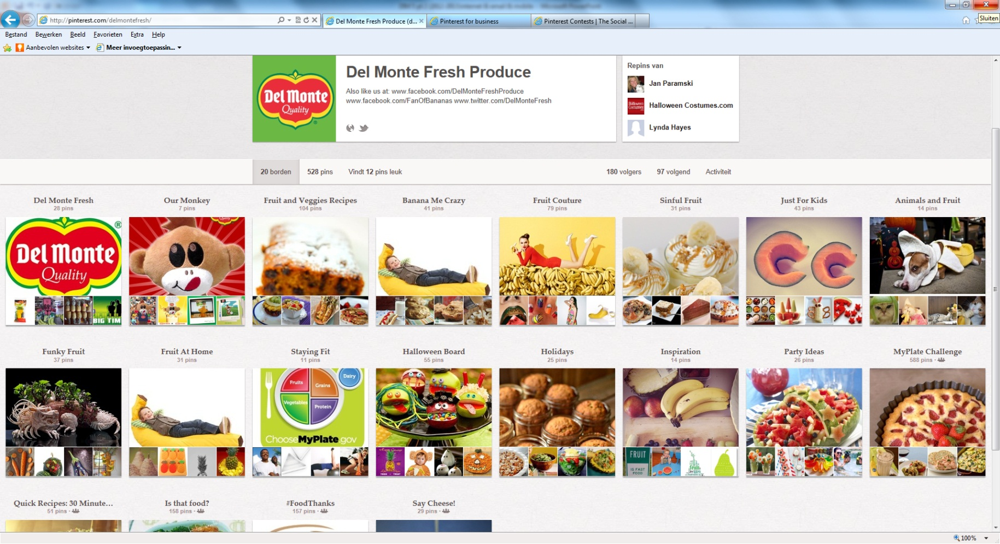 Sluiten
http://pinterest.com/delmontefresh/
Del Monte Fresh Produce (d...
Pinterest for business
Pinterest Contests | The Social ...
Bestand Bewerken Beeld Favorieten Extra Help
Aanbevolen websites
Meer invoegtoepassin...
Del Monte
Quality
Del Monte Fresh Produce
Also like us at: www.facebook.com/DelMonteFreshProduce
www.facebook.com/FanOfBananas www.twitter.com/DelMonteFresh
Repins van
Jan Paramski
Halloween Costumes.com
Lynda Hayes
20 borden 528 pins Vindt 12 pins leuk 180 volgers 97 volgend Activiteit
Del Monte Fresh
28 pins
Our Monkey
7 pins
Fruit and Veggies Recipes
104 pins
Banana Me Crazy
41 pins
Fruit Couture
79 pins
Sinful Fruit
31 pins
Just For Kids
43 pins
Animals and Fruit
14 pins
Del Monte ®
Quality
BIG TIM
Funky Fruit
37 pins
Fruit At Home
31 pins
Staying Fit
11 pins
Halloween Board
55 pins
Holidays
25 pins
Inspiration
14 pins
Party Ideas
26 pins
MyPlate Challenge
588 pins ·
Dairy
Fruits
Grains
Vegetables
Protein
ChooseMyPlate.gov
FRUIT
IS FAST
FOOD
Quick Recipes: 30 Minute...
51 pins ·
Is that food?
158 pins ·
#FoodThanks
157 pins ·
Say Cheese!
29 pins ·
100%